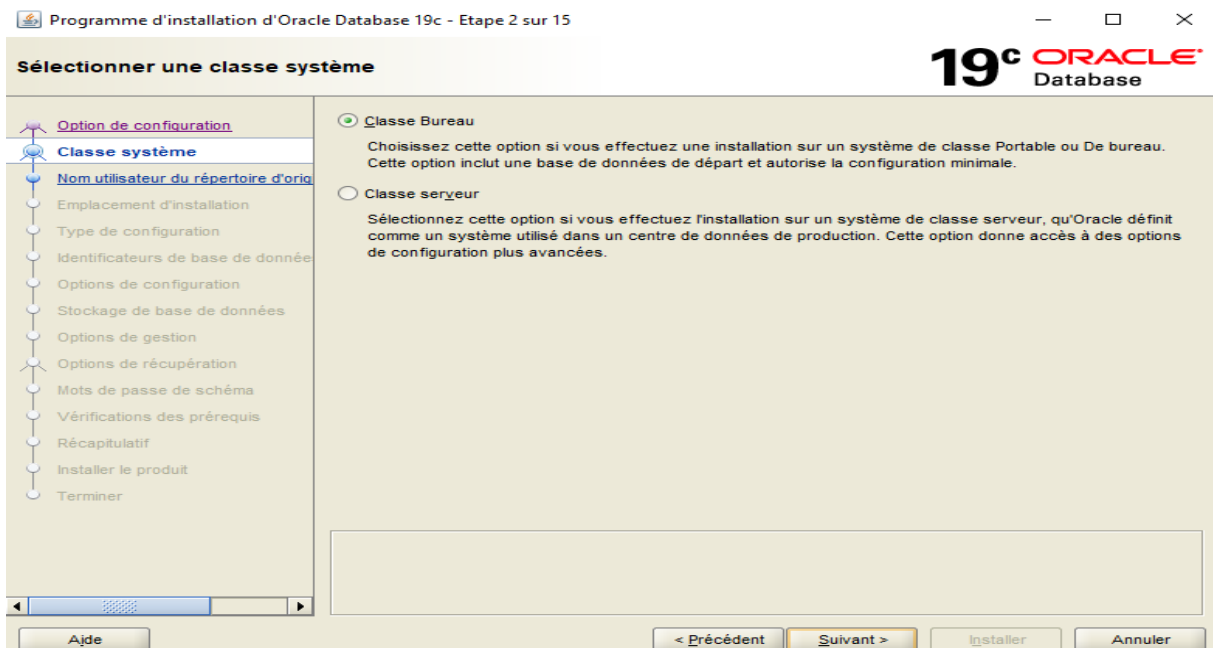 Programme d'installation d'Oracle Database 19c - Etape 2 sur 15
Sélectionner une classe système
19c ORACLE
Database
Option de configuration
Classe système
Nom utilisateur du répertoire d'orig
Emplacement d'installation
Type de configuration
Identificateurs de base de donnée
Options de configuration
Stockage de base de données
Options de gestion
Options de récupération
Mots de passe de schéma
Vérifications des prérequis
Récapitulatif
Installer le produit
Terminer
Classe Bureau
Choisissez cette option si vous effectuez une installation sur un système de classe Portable ou De bureau.
Cette option inclut une base de données de départ et autorise la configuration minimale.
Classe serveur
Sélectionnez cette option si vous effectuez l'installation sur un système de classe serveur, qu'Oracle définit
comme un système utilisé dans un centre de données de production. Cette option donne accès à des options
de configuration plus avancées.
Aide
< Précédent
Suivant >
Installer
Annuler